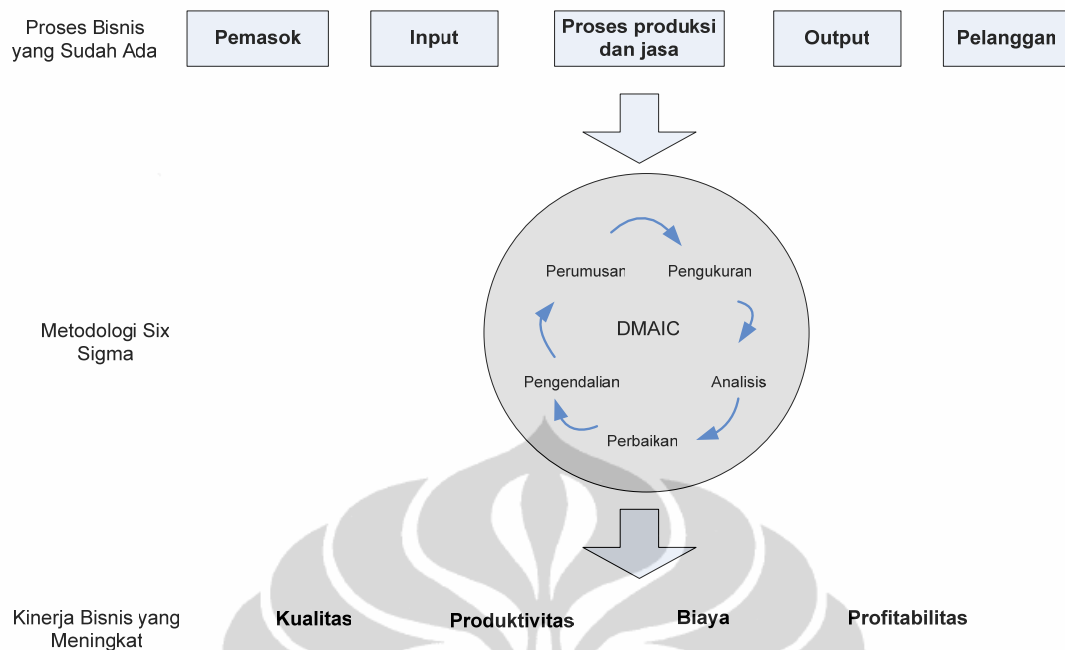 Proses Bisnis
yang Sudah Ada
Pemasok
Input
Proses produksi
dan jasa
Output
Pelanggan
Metodologi Six
Sigma
Perumusan
Pengukuran
DMAIC
Pengendalian
Analisis
Perbaikan
Kinerja Bisnis yang
Meningkat
Kualitas
Produktivitas
Biaya
Profitabilitas